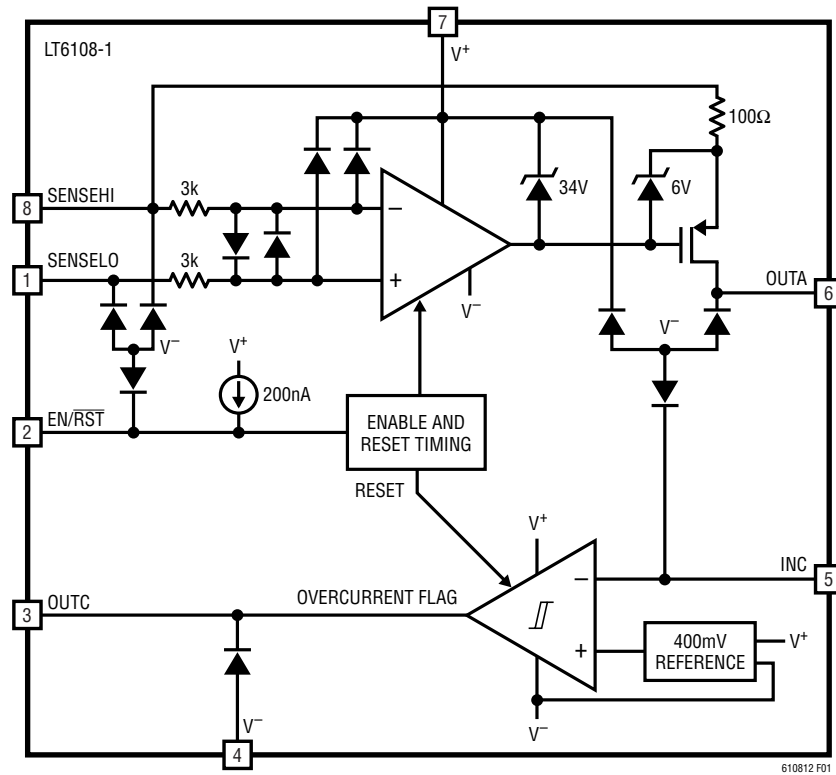 7
LT6108-1
V+
100Ω
3k
34V
6V
8 SENSEHI
−
3k
1 SENSELO
+
V−
OUTA
6
V−
V−
V+
200nA
2 EN/R̅S̅T̅
ENABLE AND
RESET TIMING
RESET
V+
INC
5
−
3 OUTC
OVERCURRENT FLAG
+
400mV
REFERENCE
V+
V−
V−
4
610812 F01